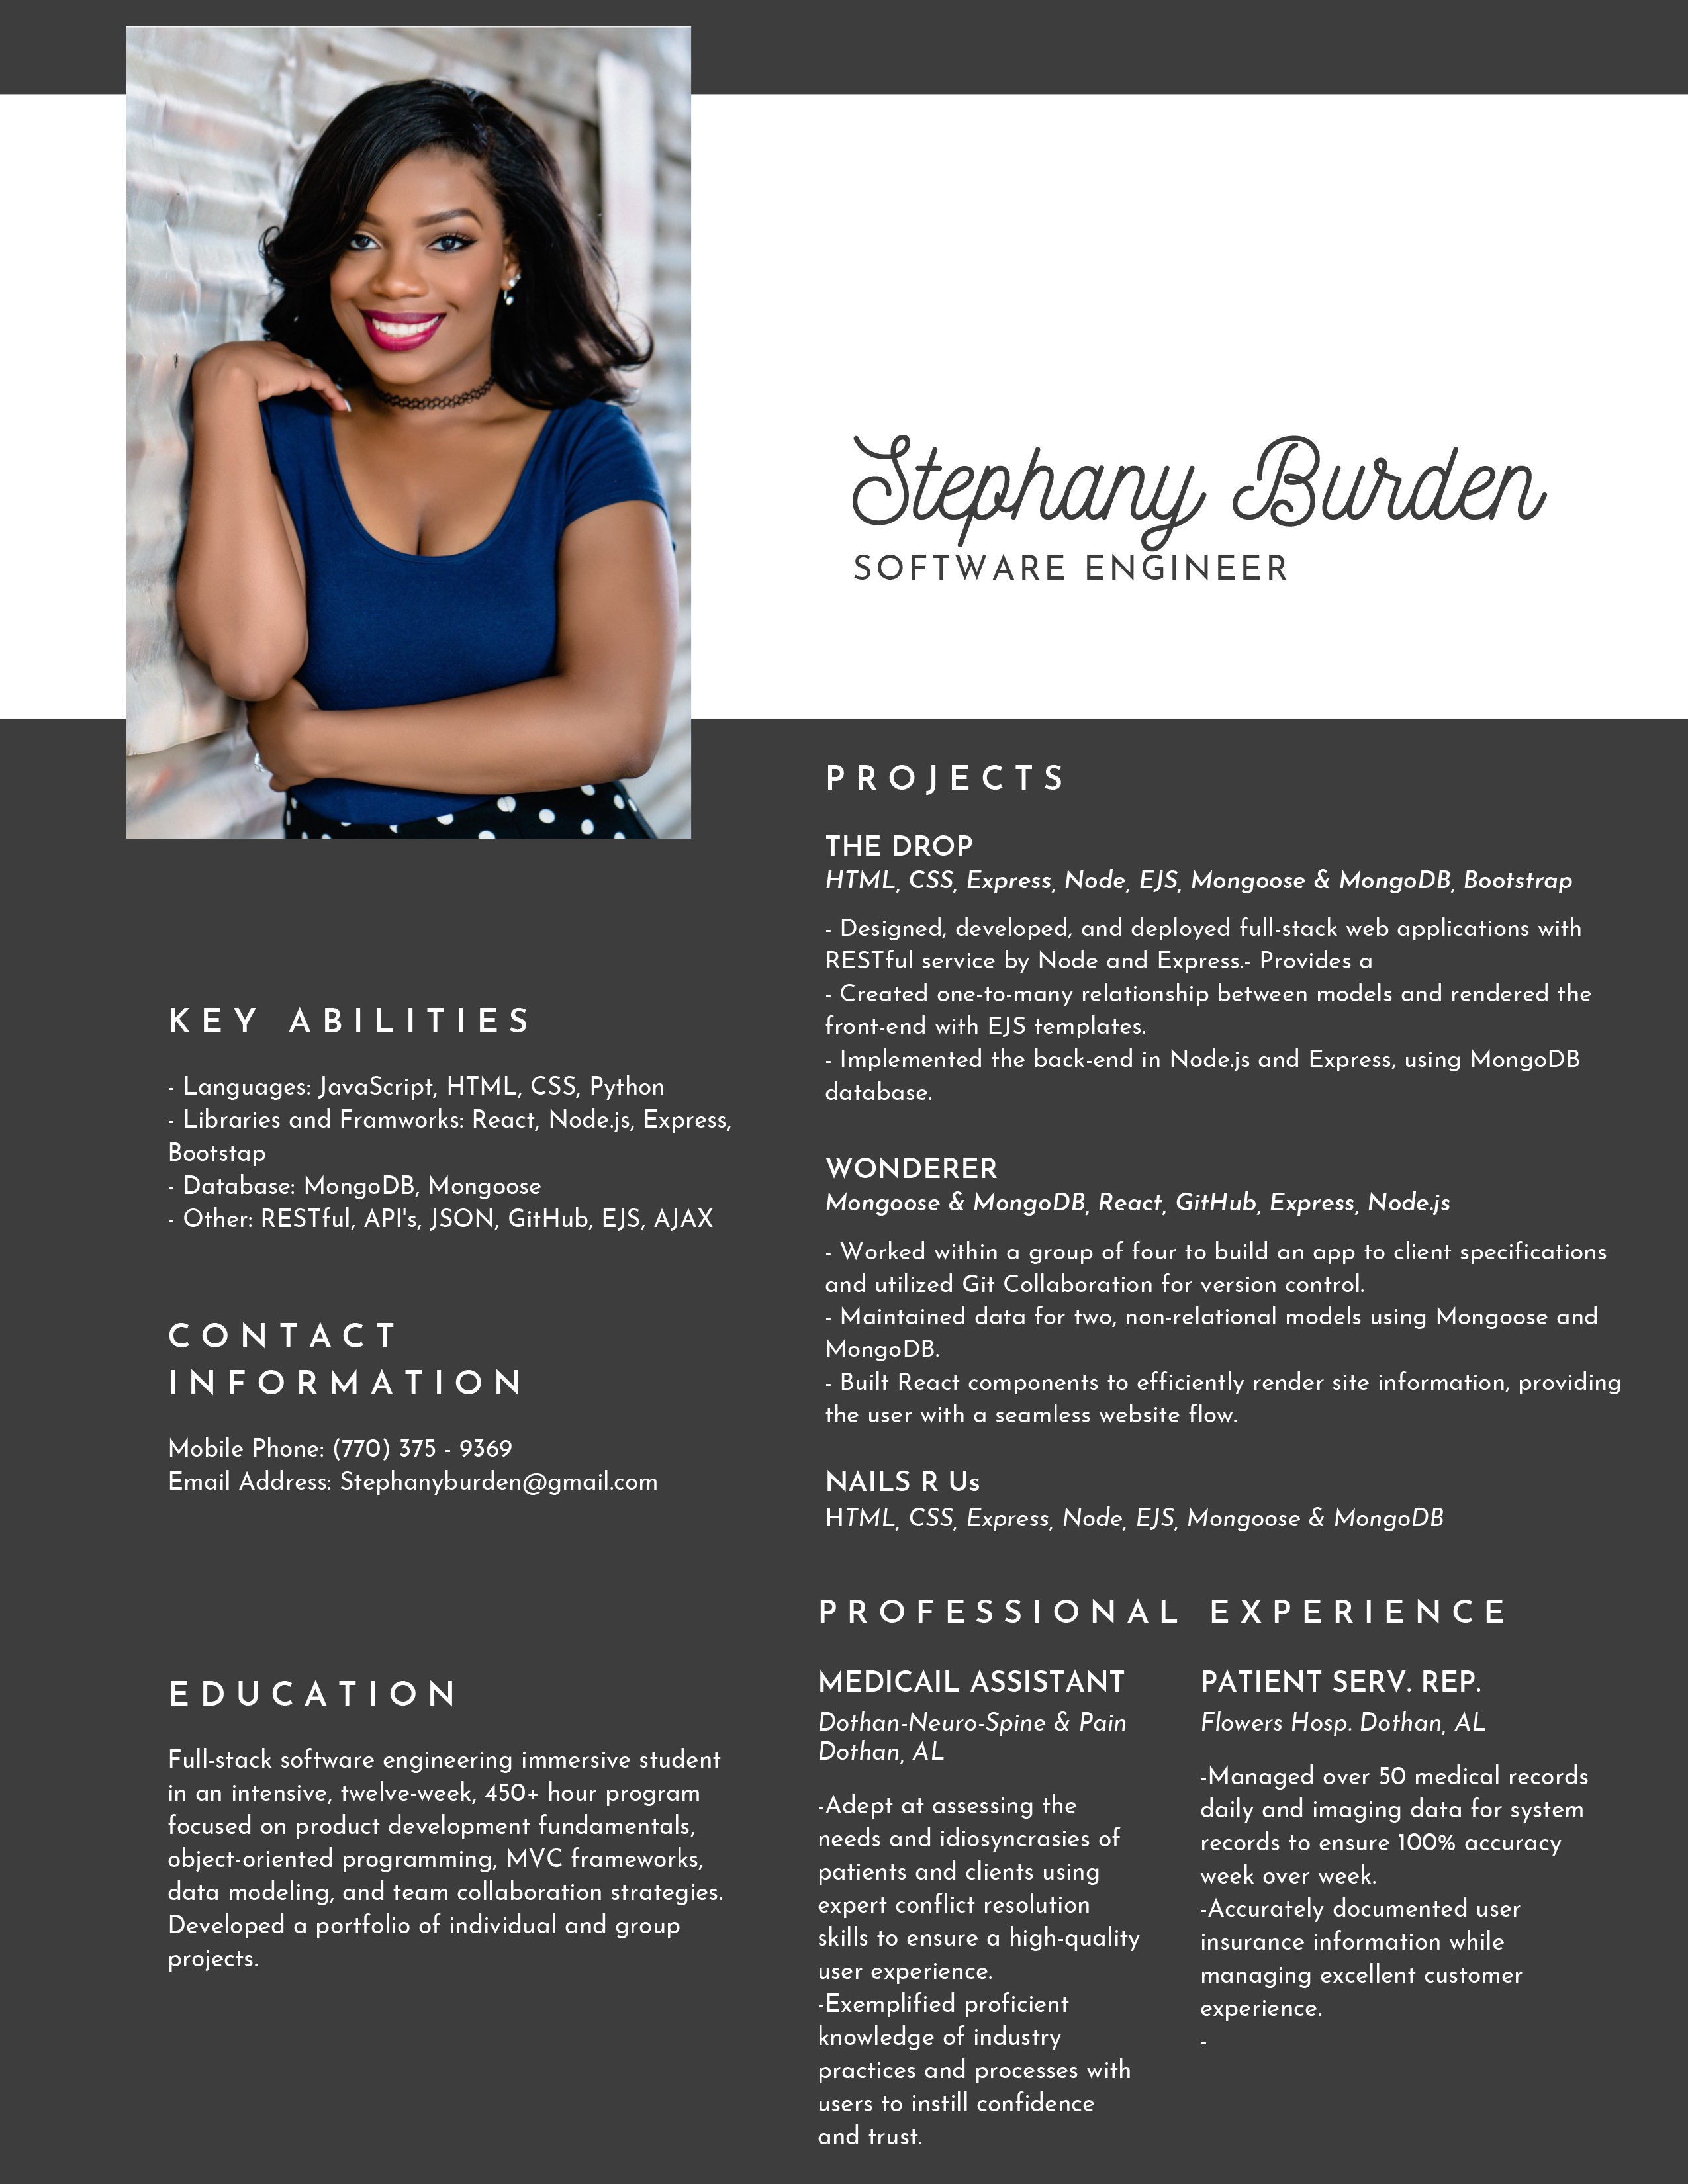 Stephany Burden
SOFTWARE ENGINEER
KEY ABILITIES
- Languages: JavaScript, HTML, CSS, Python
- Libraries and Framworks: React, Node.js, Express,
Bootstap
- Database: MongoDB, Mongoose
- Other: RESTful, API's, JSON, GitHub, EJS, AJAX
CONTACT
INFORMATION
Mobile Phone: (770) 375 - 9369
Email Address: Stephanyburden@gmail.com
EDUCATION
Full-stack software engineering immersive student
in an intensive, twelve-week, 450+ hour program
focused on product development fundamentals,
object-oriented programming, MVC frameworks,
data modeling, and team collaboration strategies.
Developed a portfolio of individual and group
projects.
PROJECTS
THE DROP
HTML, CSS, Express, Node, EJS, Mongoose & MongoDB, Bootstrap
- Designed, developed, and deployed full-stack web applications with
RESTful service by Node and Express.- Provides a
- Created one-to-many relationship between models and rendered the
front-end with EJS templates.
- Implemented the back-end in Node.js and Express, using MongoDB
database.
WONDERER
Mongoose & MongoDB, React, GitHub, Express, Node.js
- Worked within a group of four to build an app to client specifications
and utilized Git Collaboration for version control.
- Maintained data for two, non-relational models using Mongoose and
MongoDB.
- Built React components to efficiently render site information, providing
the user with a seamless website flow.
NAILS R Us
HTML, CSS, Express, Node, EJS, Mongoose & MongoDB
PROFESSIONAL EXPERIENCE
MEDICAIL ASSISTANT
Dothan-Neuro-Spine & Pain
Dothan, AL
-Adept at assessing the
needs and idiosyncrasies of
patients and clients using
expert conflict resolution
skills to ensure a high-quality
user experience.
-Exemplified proficient
knowledge of industry
practices and processes with
users to instill confidence
and trust.
PATIENT SERV. REP.
Flowers Hosp. Dothan, AL
-Managed over 50 medical records
daily and imaging data for system
records to ensure 100% accuracy
week over week.
-Accurately documented user
insurance information while
managing excellent customer
experience.
-